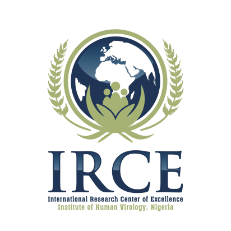 IRCE
International Research Center of Excellence
Institute of Human Virology, Nigeria